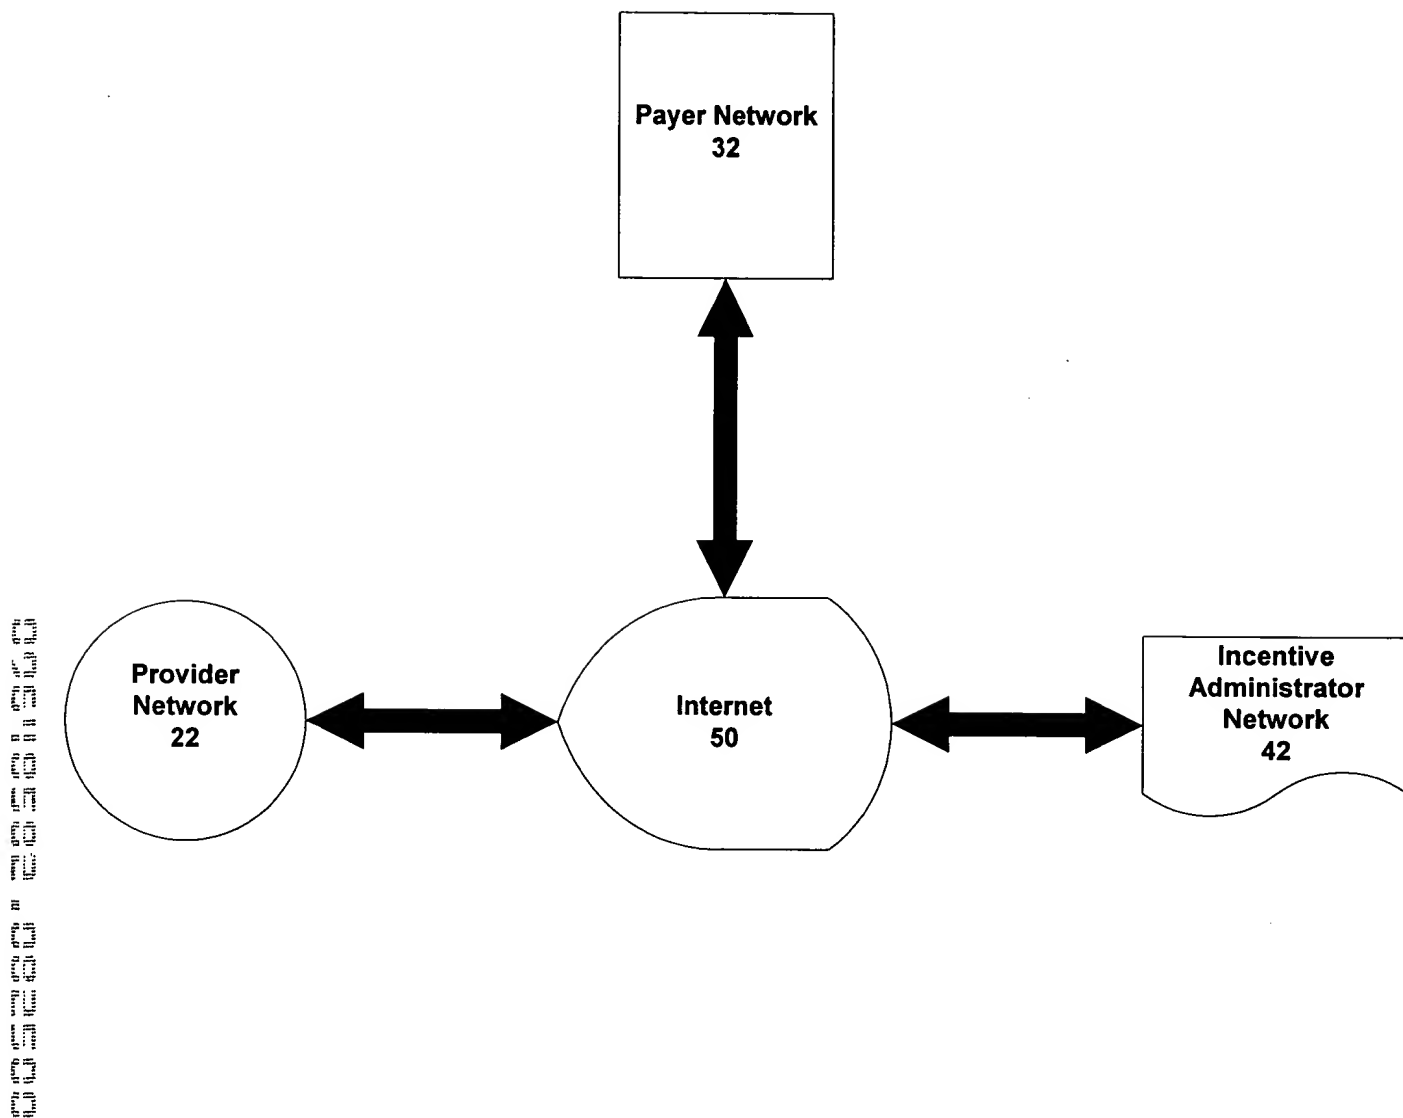 Payer Network
32
Provider
Network
22
Internet
50
Incentive
Administrator
Network
42